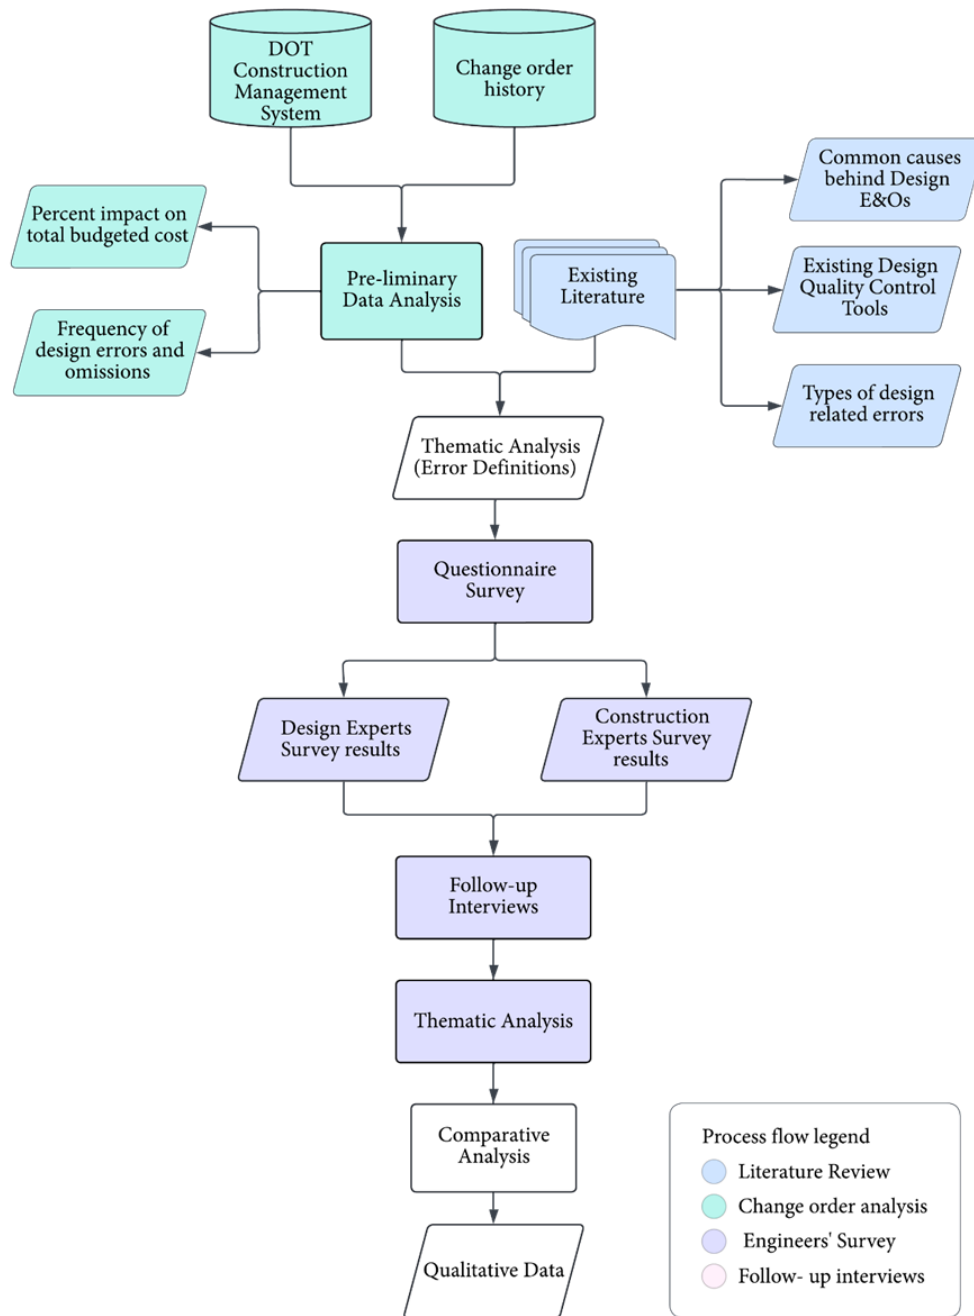 DOT
Construction
Management
System
Change order
history
Common causes
behind Design
E&Os
Percent impact on
total budgeted cost
Pre-liminary
Data Analysis
Existing
Literature
Existing Design
Quality Control
Tools
Frequency of
design errors and
omissions
Types of design
related errors
Thematic Analysis
(Error Definitions)
Questionnaire
Survey
Design Experts
Survey results
Construction
Experts Survey
results
Follow-up
Interviews
Thematic Analysis
Comparative
Analysis
Qualitative Data
Process flow legend
Literature Review
Change order analysis
Engineers' Survey
Follow- up interviews